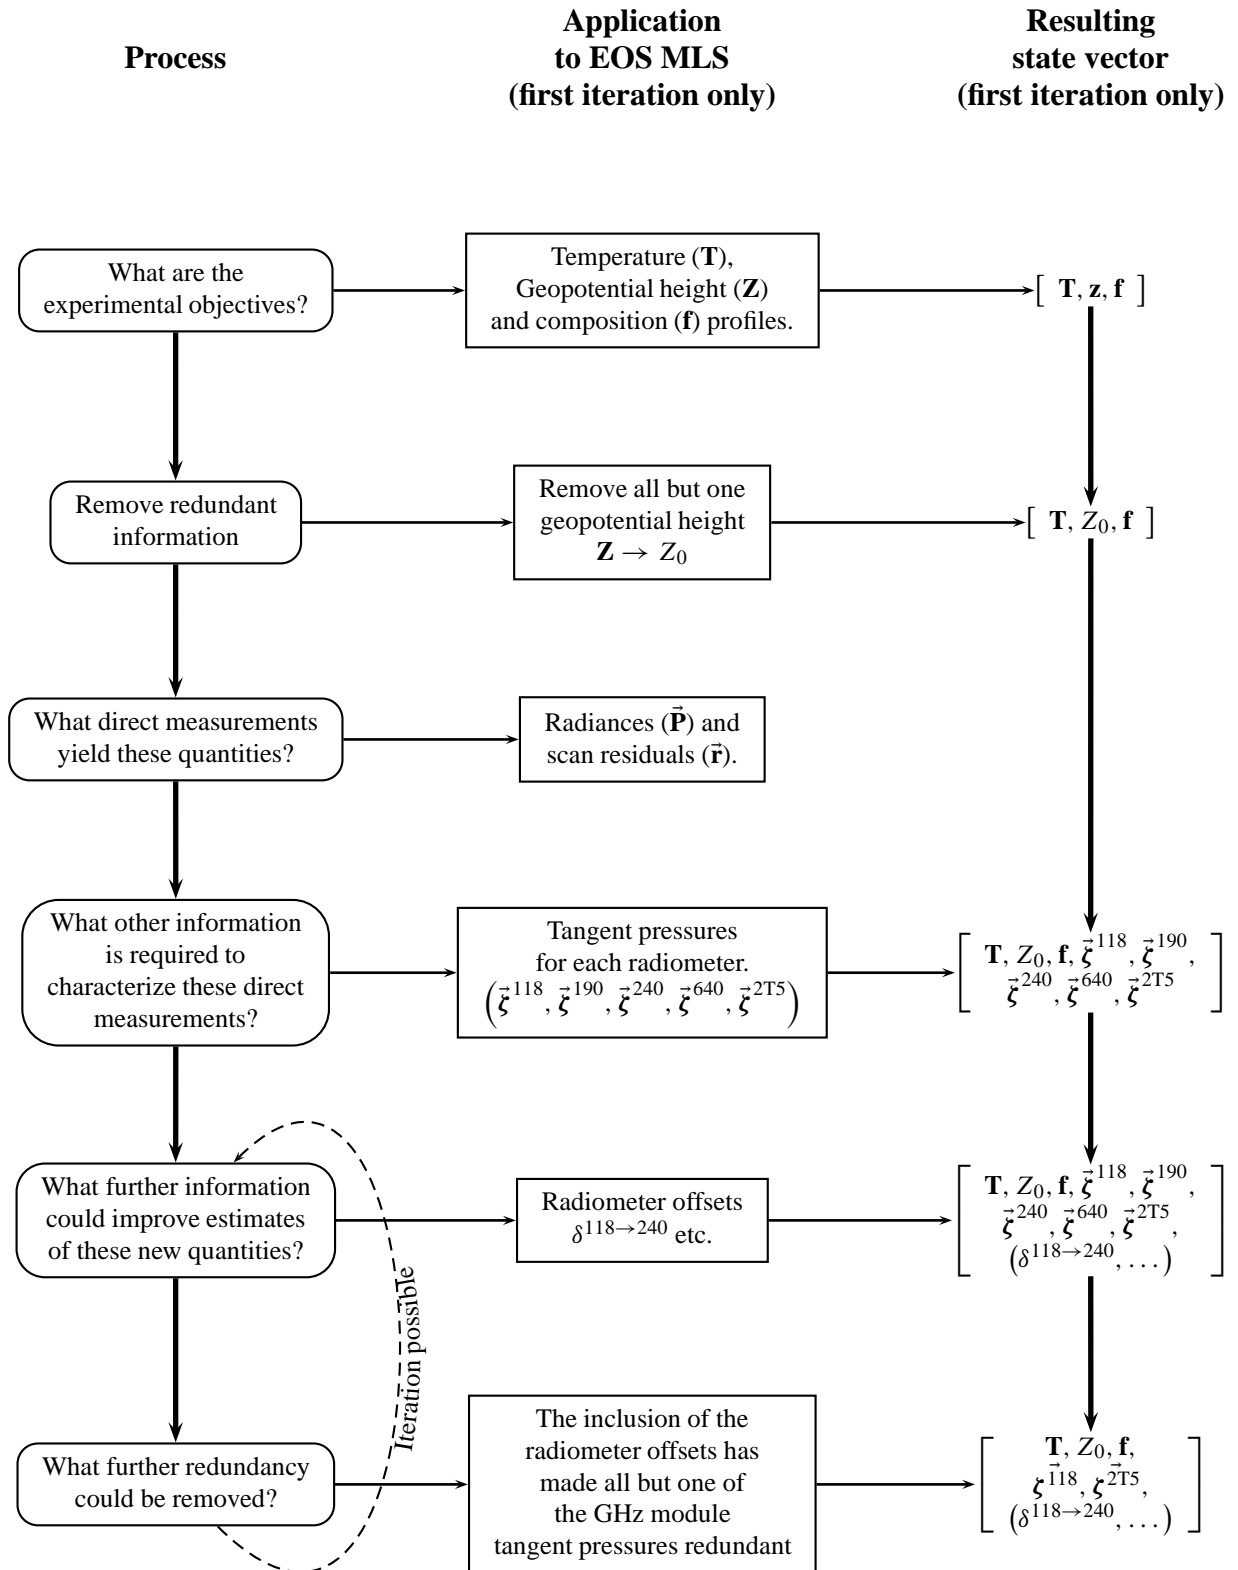 Process
Application
to EOS MLS
(first iteration only)
Resulting
state vector
(first iteration only)
What are the
experimental objectives?
Temperature (T),
Geopotential height (Z)
and composition (f) profiles.
[ T, z, f ]
Remove redundant
information
Remove all but one
geopotential height
Z → Z₀
[ T, Z₀, f ]
What direct measurements
yield these quantities?
Radiances (P⃗) and
scan residuals (r⃗).
What other information
is required to
characterize these direct
measurements?
Tangent pressures
for each radiometer.
(ζ⃗^118, ζ⃗^190, ζ⃗^240, ζ⃗^640, ζ⃗^2T5)
[ T, Z₀, f, ζ⃗^118, ζ⃗^190,
ζ⃗^240, ζ⃗^640, ζ⃗^2T5 ]
What further information
could improve estimates
of these new quantities?
Radiometer offsets
δ^118→240 etc.
[ T, Z₀, f, ζ⃗^118, ζ⃗^190,
ζ⃗^240, ζ⃗^640, ζ⃗^2T5,
(δ^118→240, . . .) ]
Iteration possible
What further redundancy
could be removed?
The inclusion of the
radiometer offsets has
made all but one of
the GHz module
tangent pressures redundant
[ T, Z₀, f,
ζ⃗^118, ζ⃗^2T5,
(δ^118→240, . . .) ]